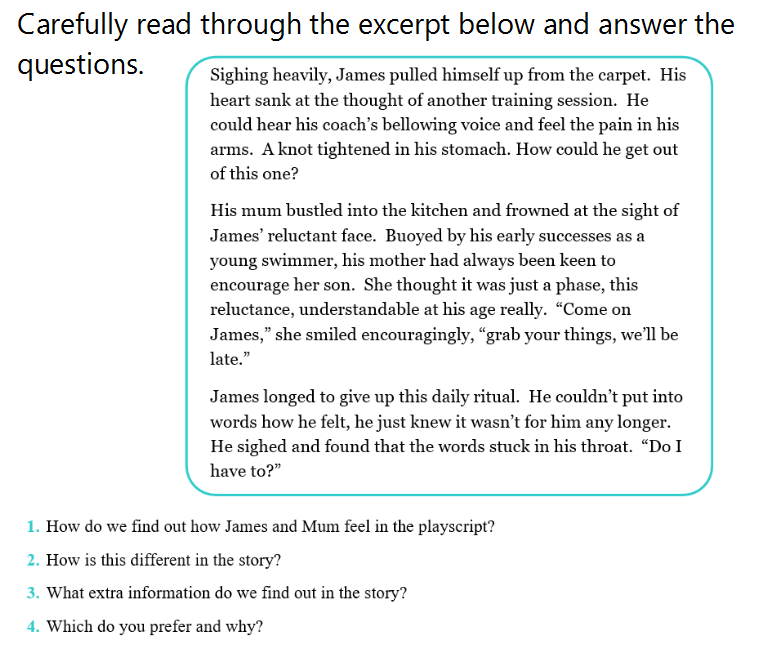 Carefully read through the excerpt below and answer the
questions.
Sighing heavily, James pulled himself up from the carpet.  His
heart sank at the thought of another training session.  He
could hear his coach’s bellowing voice and feel the pain in his
arms.  A knot tightened in his stomach. How could he get out
of this one?
His mum bustled into the kitchen and frowned at the sight of
James’ reluctant face.  Buoyed by his early successes as a
young swimmer, his mother had always been keen to
encourage her son.  She thought it was just a phase, this
reluctance, understandable at his age really.  “Come on
James,” she smiled encouragingly, “grab your things, we’ll be
late.”
James longed to give up this daily ritual.  He couldn’t put into
words how he felt, he just knew it wasn’t for him any longer.
He sighed and found that the words stuck in his throat.  “Do I
have to?”
1. How do we find out how James and Mum feel in the playscript?
2. How is this different in the story?
3. What extra information do we find out in the story?
4. Which do you prefer and why?